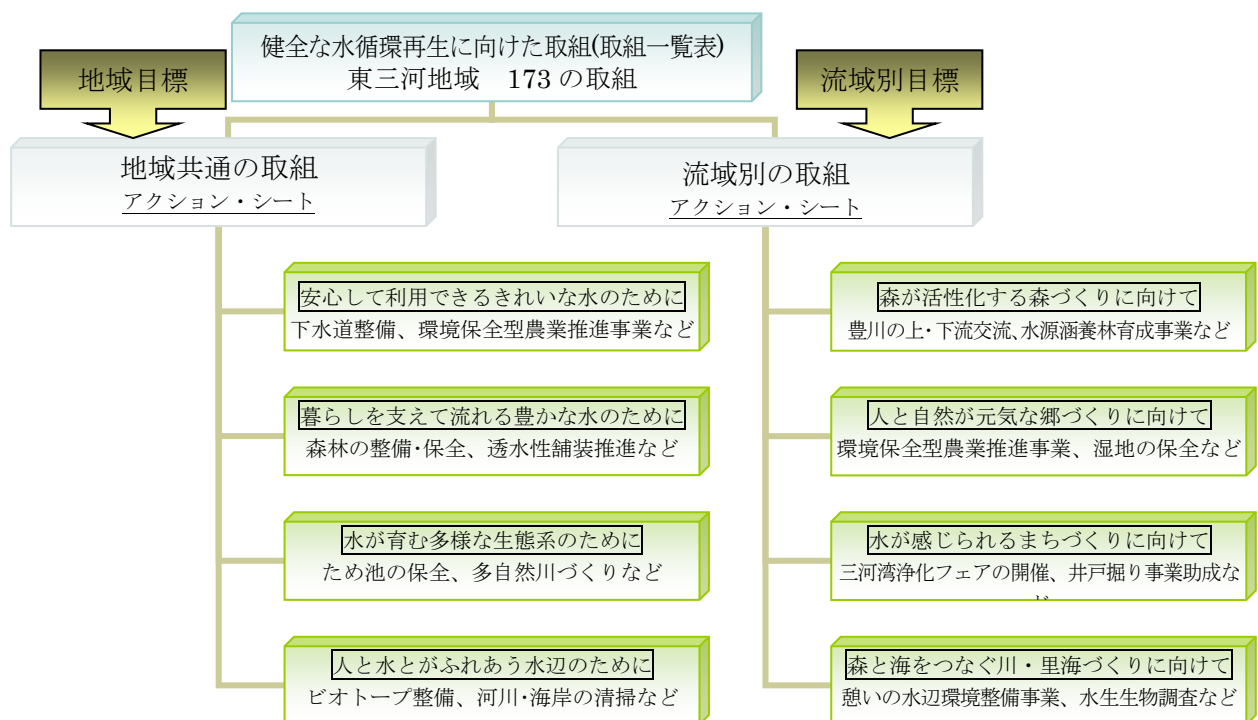 健全な水循環再生に向けた取組(取組一覧表)
東三河地域 173の取組
地域目標
流域別目標
地域共通の取組
アクション・シート
流域別の取組
アクション・シート
安心して利用できるきれいな水のために
下水道整備、環境保全型農業推進事業など
暮らしを支えて流れる豊かな水のために
森林の整備･保全、透水性舗装推進など
水が育む多様な生態系のために
ため池の保全、多自然川づくりなど
人と水とがふれあう水辺のために
ビオトープ整備、河川･海岸の清掃など
森が活性化する森づくりに向けて
豊川の上･下流交流、水源涵養林育成事業など
人と自然が元気な郷づくりに向けて
環境保全型農業推進事業、湿地の保全など
水が感じられるまちづくりに向けて
三河湾浄化フェアの開催、井戸掘り事業助成な
ど
森と海をつなぐ川・里海づくりに向けて
憩いの水辺環境整備事業、水生生物調査など